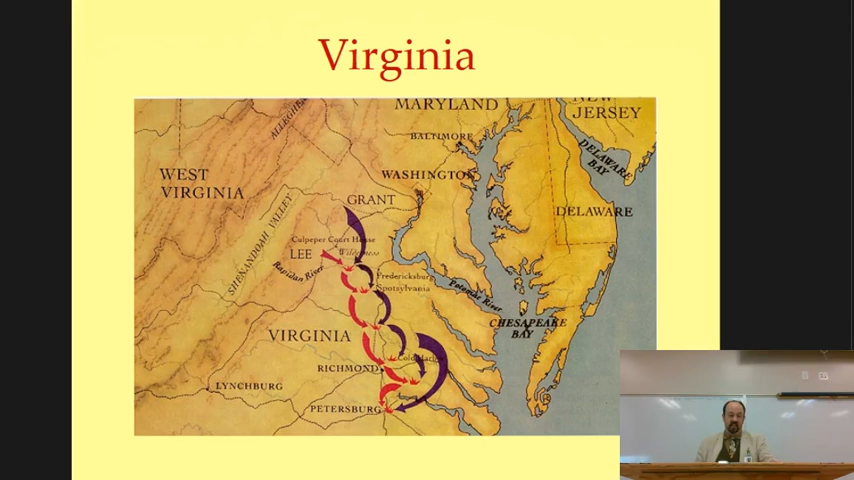 Virginia
MARYLAND
NEW
JERSEY
ALLEGHE
BALTIMORE
DELAWARE
BAY
WEST
VIRGINIA
WASHINGTON
SHENANDOAH VALLEY
GRANT
DELAWARE
Culpeper Court House
LEE
Wilderness
Rapidan River
Fredericksburg
Spotsylvania
Potomac River
CHESAPEAKE
BAY
VIRGINIA
Cold Harbor
RICHMOND
LYNCHBURG
PETERSBURG